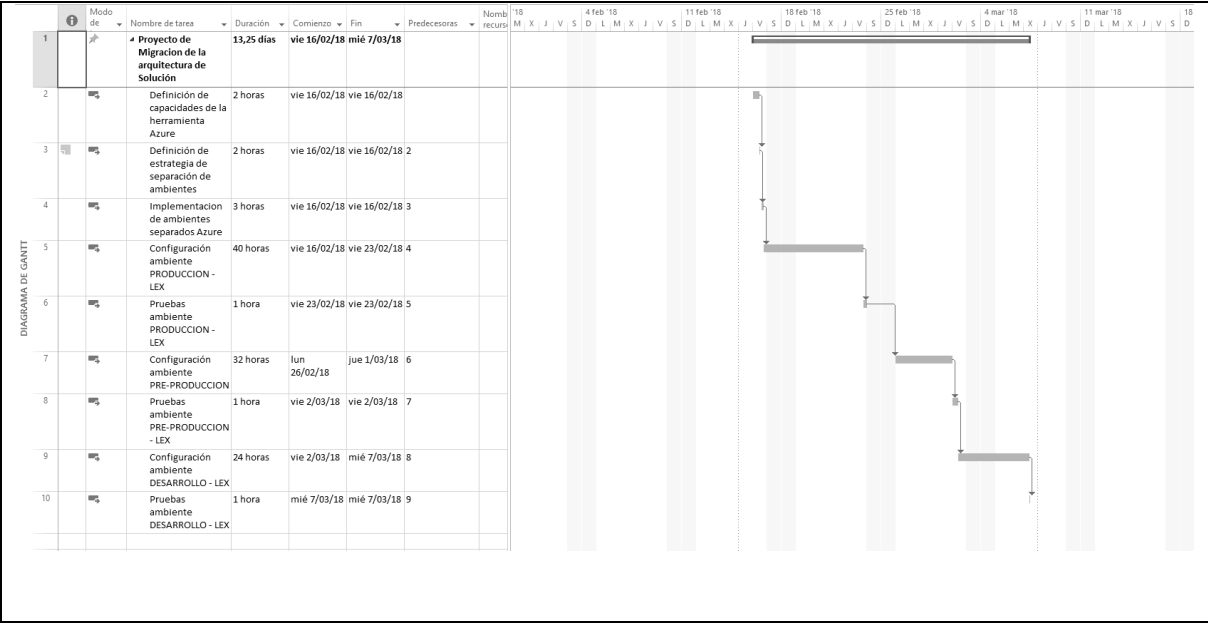 Modo de
Nombre de tarea
Duración
Comienzo
Fin
Predecesoras
Nomb
recurs
'18
4 feb '18
11 feb '18
18 feb '18
25 feb '18
4 mar '18
11 mar '18
18
M X J V S D L M X J V S D L M X J V S D L M X J V S D L M X J V S D L M X J V S D L M X J V S D
1 Proyecto de 13,25 días vie 16/02/18 mié 7/03/18
Migracion de la
arquitectura de
Solución
2 Definición de 2 horas vie 16/02/18 vie 16/02/18
capacidades de la
herramienta
Azure
3 Definición de 2 horas vie 16/02/18 vie 16/02/18 2
estrategia de
separación de
ambientes
4 Implementacion 3 horas vie 16/02/18 vie 16/02/18 3
de ambientes
separados Azure
5 Configuración 40 horas vie 16/02/18 vie 23/02/18 4
ambiente
PRODUCCION -
LEX
6 Pruebas 1 hora vie 23/02/18 vie 23/02/18 5
ambiente
PRODUCCION -
LEX
7 Configuración 32 horas lun jue 1/03/18 6
ambiente 26/02/18
PRE-PRODUCCION
8 Pruebas 1 hora vie 2/03/18 vie 2/03/18 7
ambiente
PRE-PRODUCCION
- LEX
9 Configuración 24 horas vie 2/03/18 mié 7/03/18 8
ambiente
DESARROLLO - LEX
10 Pruebas 1 hora mié 7/03/18 mié 7/03/18 9
ambiente
DESARROLLO - LEX
DIAGRAMA DE GANTT